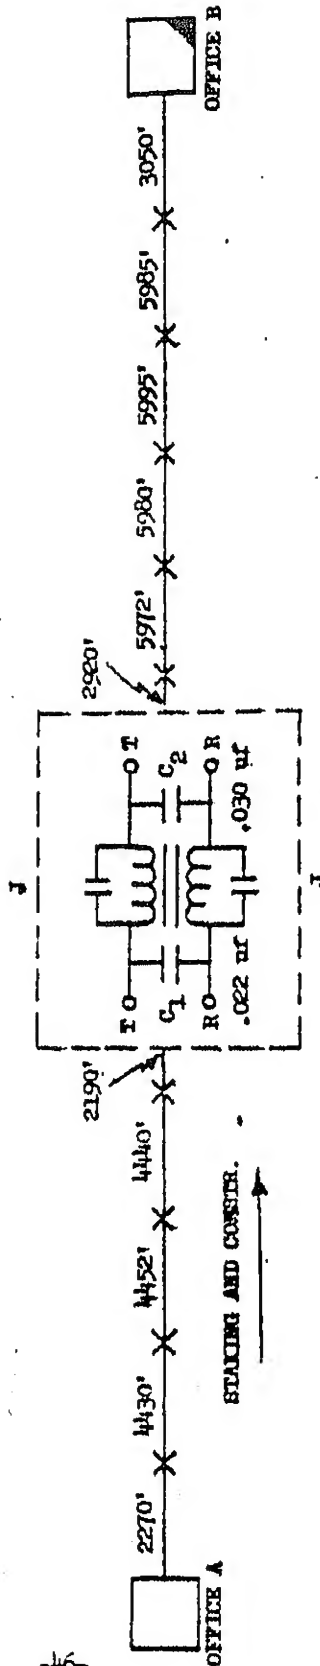 OFFICE A
2270'
4430'
4452'
4440'
2190'
STAKING AND CONSTR.
J
T
R
C1
.022 uf
T
C2
R
.030 uf
J
2920'
5972'
5980'
5995'
5985'
3050'
OFFICE B